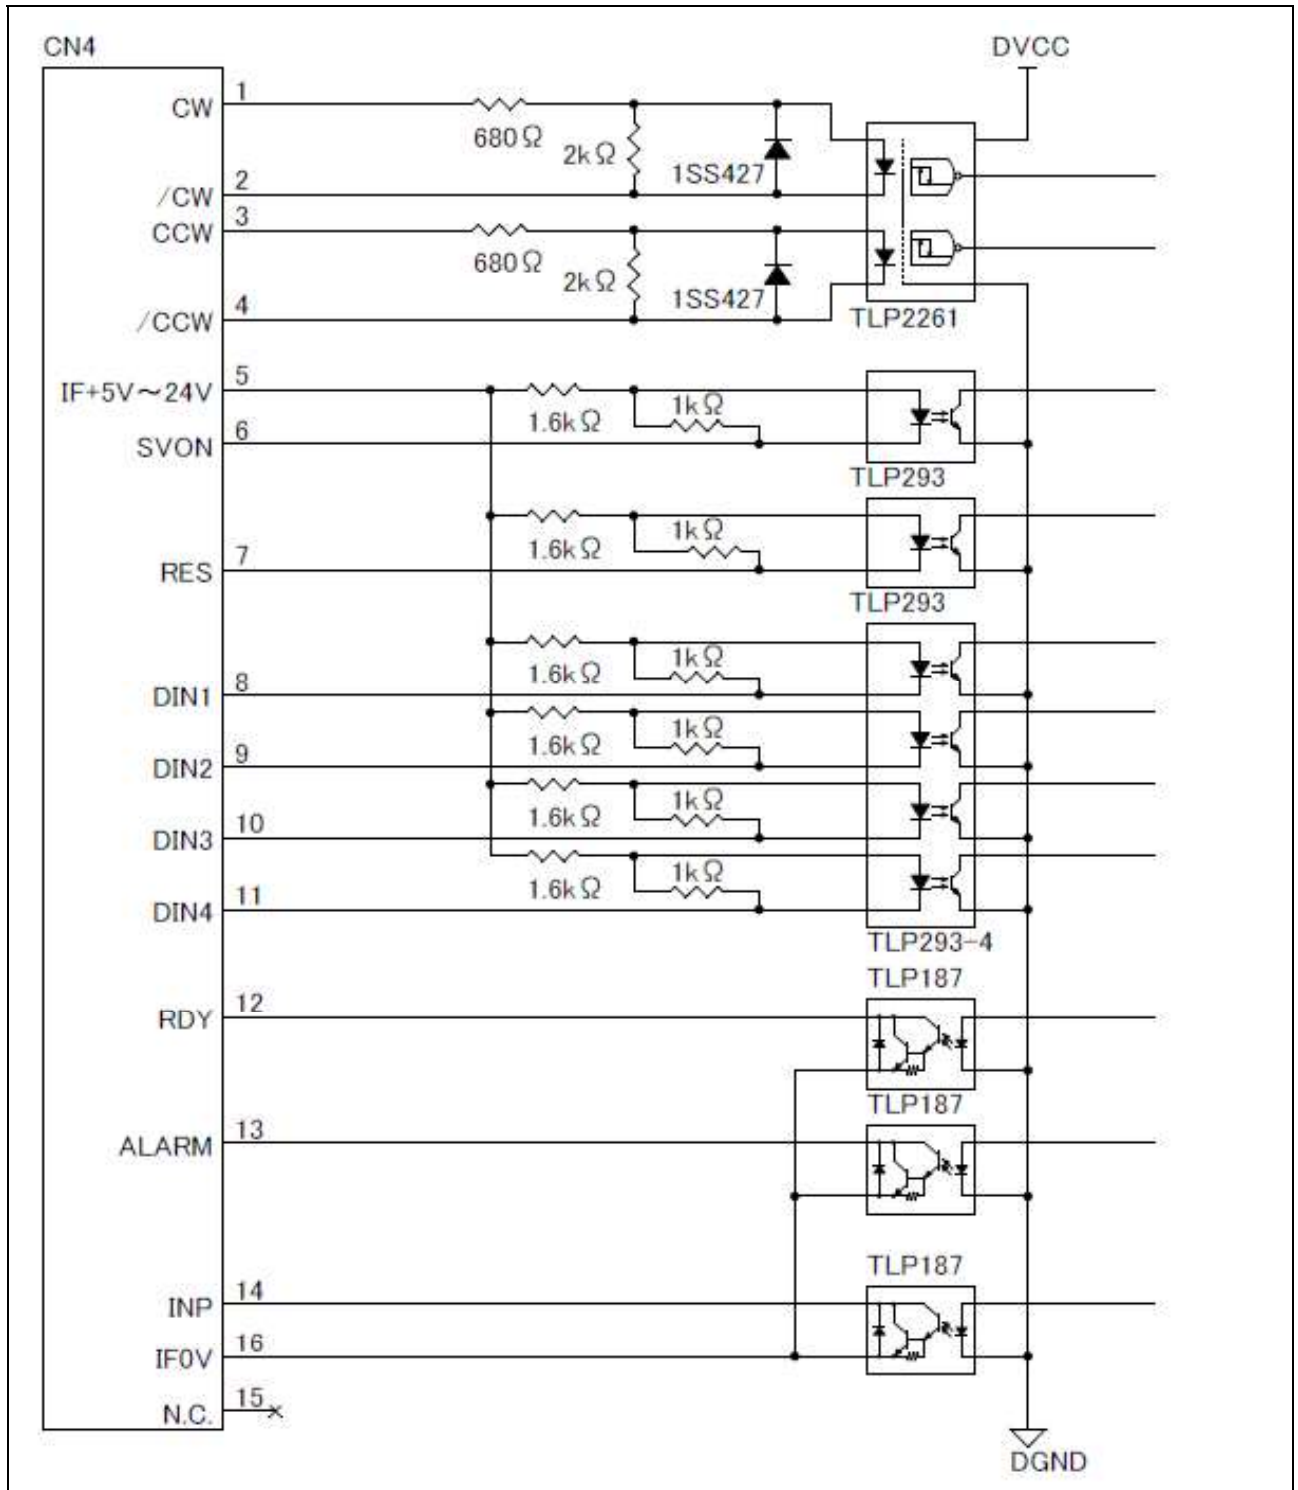 CN4
DVCC
CW 1
680Ω
2kΩ
1SS427
/CW 2
CCW 3
680Ω
2kΩ
1SS427
/CCW 4
TLP2261
IF+5V～24V 5
1.6kΩ
1kΩ
SVON 6
TLP293
1.6kΩ
1kΩ
RES 7
TLP293
1.6kΩ
1kΩ
DIN1 8
1.6kΩ
1kΩ
DIN2 9
1.6kΩ
1kΩ
DIN3 10
1.6kΩ
1kΩ
DIN4 11
TLP293-4
TLP187
RDY 12
TLP187
ALARM 13
TLP187
INP 14
IF0V 16
N.C. 15
DGND